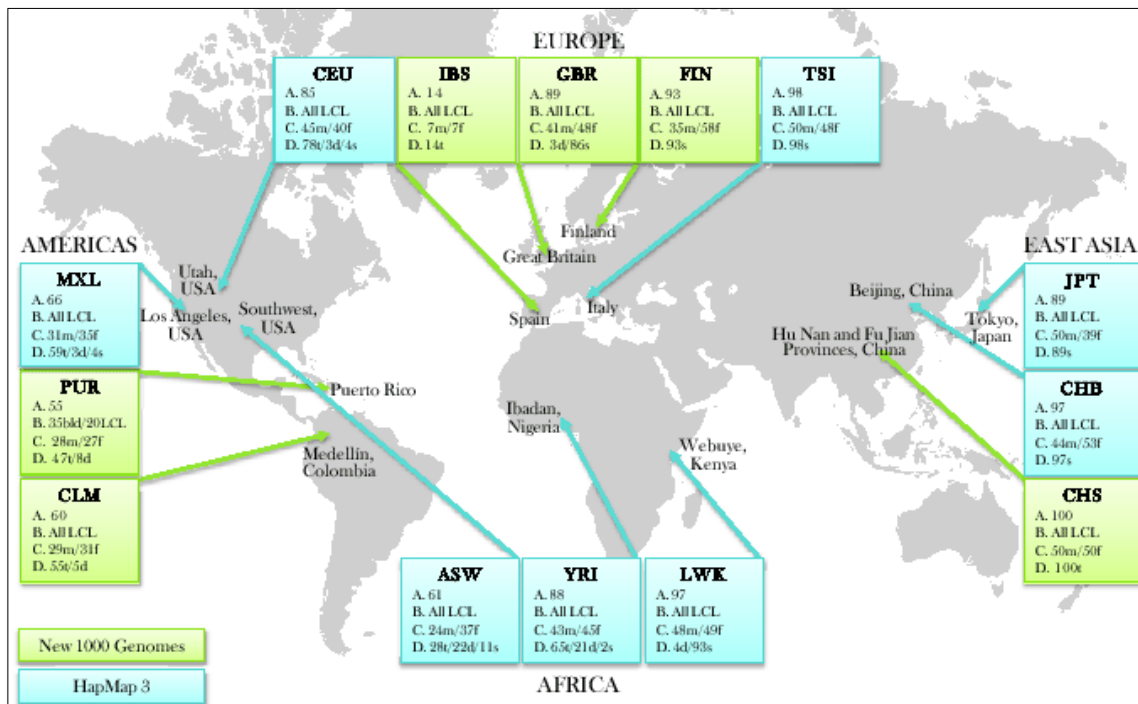 EUROPE
CEU
A. 85
B. All LCL
C. 45m/40f
D. 78t/3d/4s
IBS
A. 14
B. All LCL
C. 7m/7f
D. 14t
GBR
A. 89
B. All LCL
C. 41m/48f
D. 3d/86s
FIN
A. 93
B. All LCL
C. 35m/58f
D. 93s
TSI
A. 98
B. All LCL
C. 50m/48f
D. 98s
AMERICAS
MXL
A. 66
B. All LCL
C. 31m/35f
D. 59t/3d/4s
PUR
A. 55
B. 35bld/20LCL
C. 28m/27f
D. 47t/8d
CLM
A. 60
B. All LCL
C. 29m/31f
D. 55t/5d
Utah,
USA
Los Angeles,
USA
Southwest,
USA
Puerto Rico
Medellín,
Colombia
Finland
Great Britain
Spain
Italy
Ibadan,
Nigeria
Webuye,
Kenya
Beijing, China
Hu Nan and Fu Jian
Provinces, China
Tokyo,
Japan
EAST ASIA
JPT
A. 89
B. All LCL
C. 50m/39f
D. 89s
CHB
A. 97
B. All LCL
C. 44m/53f
D. 97s
CHS
A. 100
B. All LCL
C. 50m/50f
D. 100t
ASW
A. 61
B. All LCL
C. 24m/37f
D. 28t/22d/11s
YRI
A. 88
B. All LCL
C. 43m/45f
D. 65t/21d/2s
LWK
A. 97
B. All LCL
C. 48m/49f
D. 4d/93s
AFRICA
New 1000 Genomes
HapMap 3